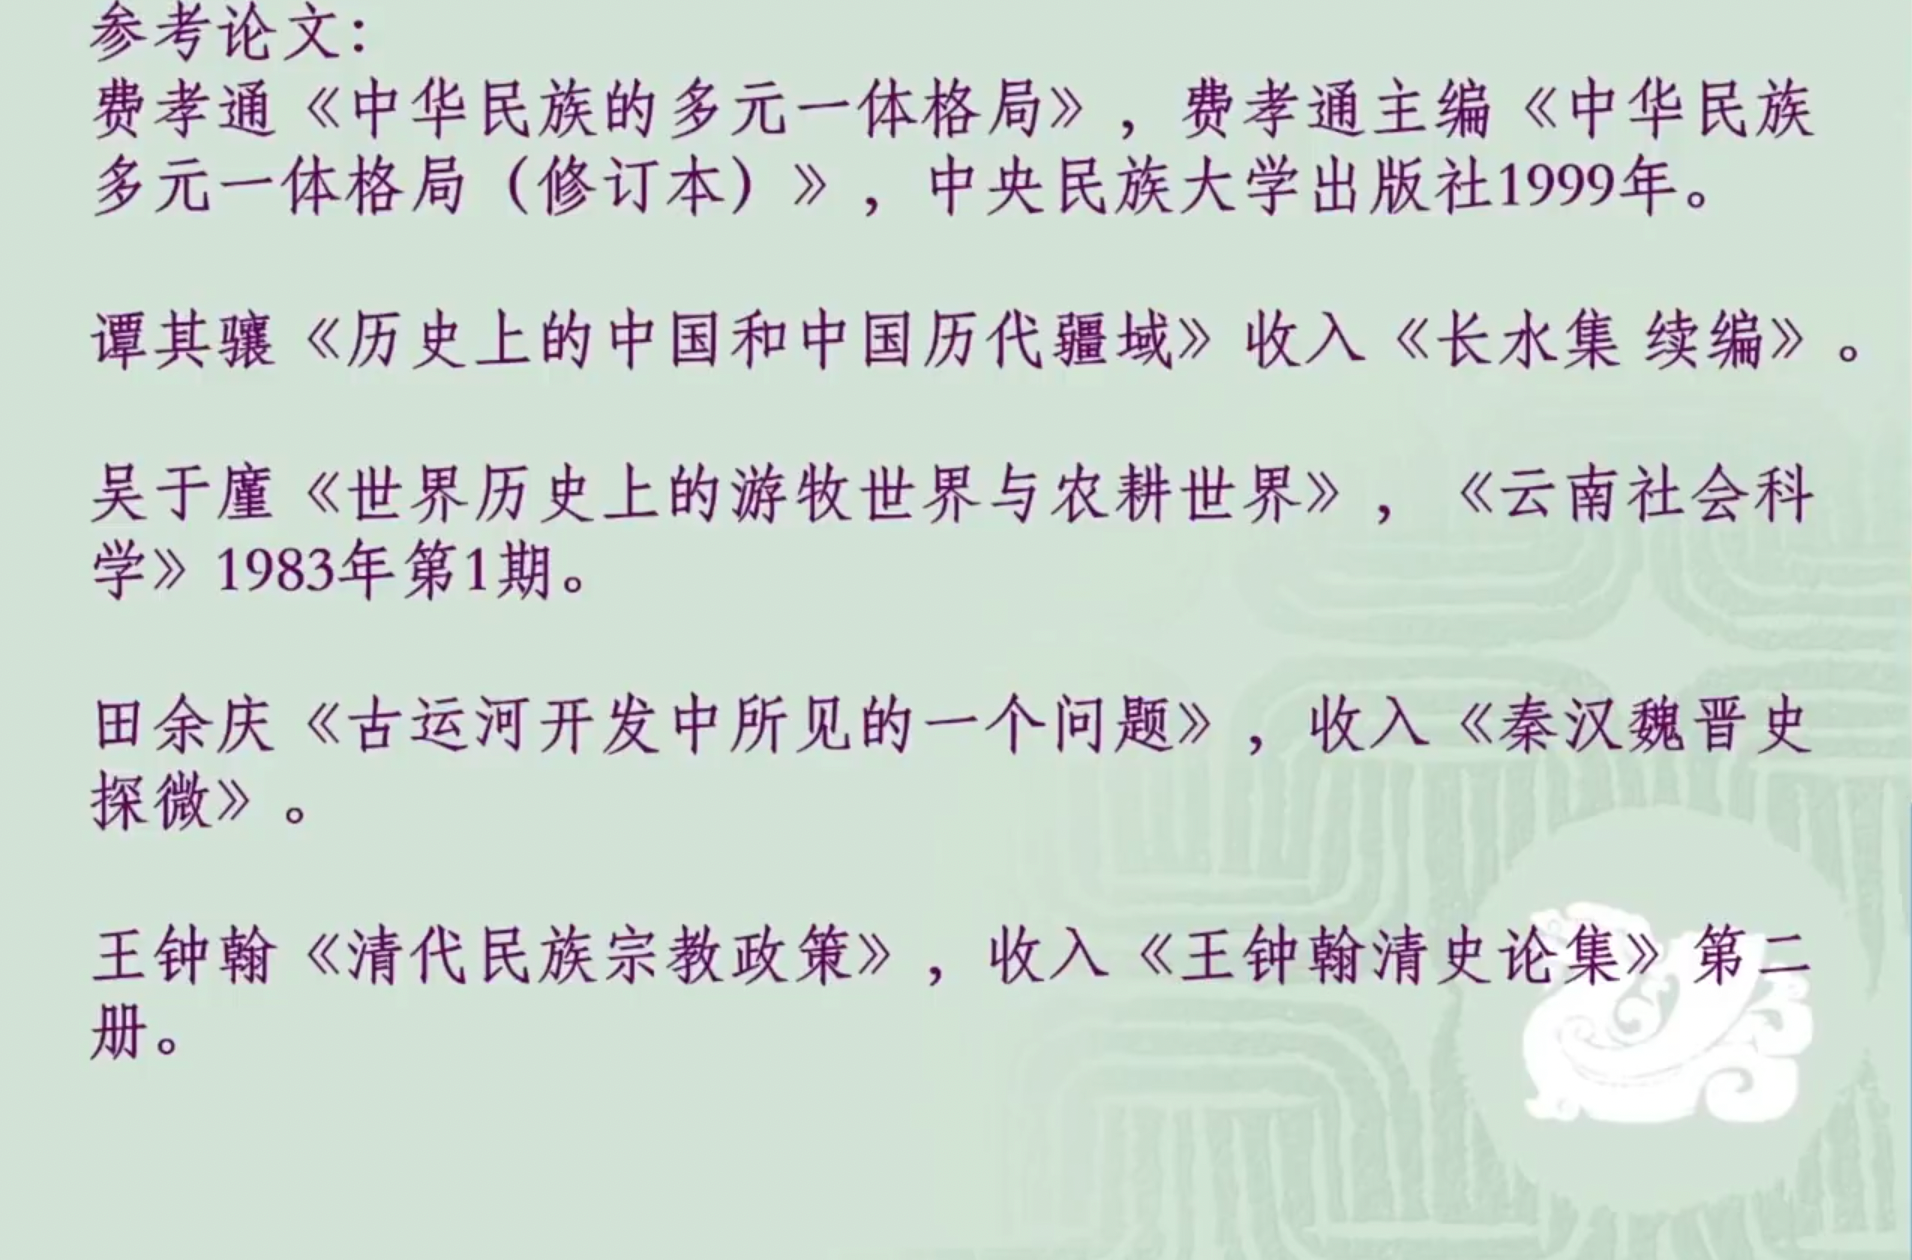 参考论文：
费孝通《中华民族的多元一体格局》，费孝通主编《中华民族
多元一体格局（修订本）》，中央民族大学出版社1999年。
谭其骧《历史上的中国和中国历代疆域》收入《长水集 续编》。
吴于廑《世界历史上的游牧世界与农耕世界》，《云南社会科
学》1983年第1期。
田余庆《古运河开发中所见的一个问题》，收入《秦汉魏晋史
探微》。
王钟翰《清代民族宗教政策》，收入《王钟翰清史论集》第二
册。